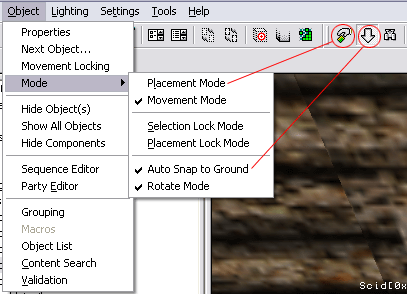 Object Lighting Settings Tools Help
Properties
Next Object...
Movement Locking
Mode
Placement Mode
Movement Mode
Selection Lock Mode
Placement Lock Mode
Auto Snap to Ground
Rotate Mode
Hide Object(s)
Show All Objects
Hide Components
Sequence Editor
Party Editor
Grouping
Macros
Object List
Content Search
Validation
Scid[0x